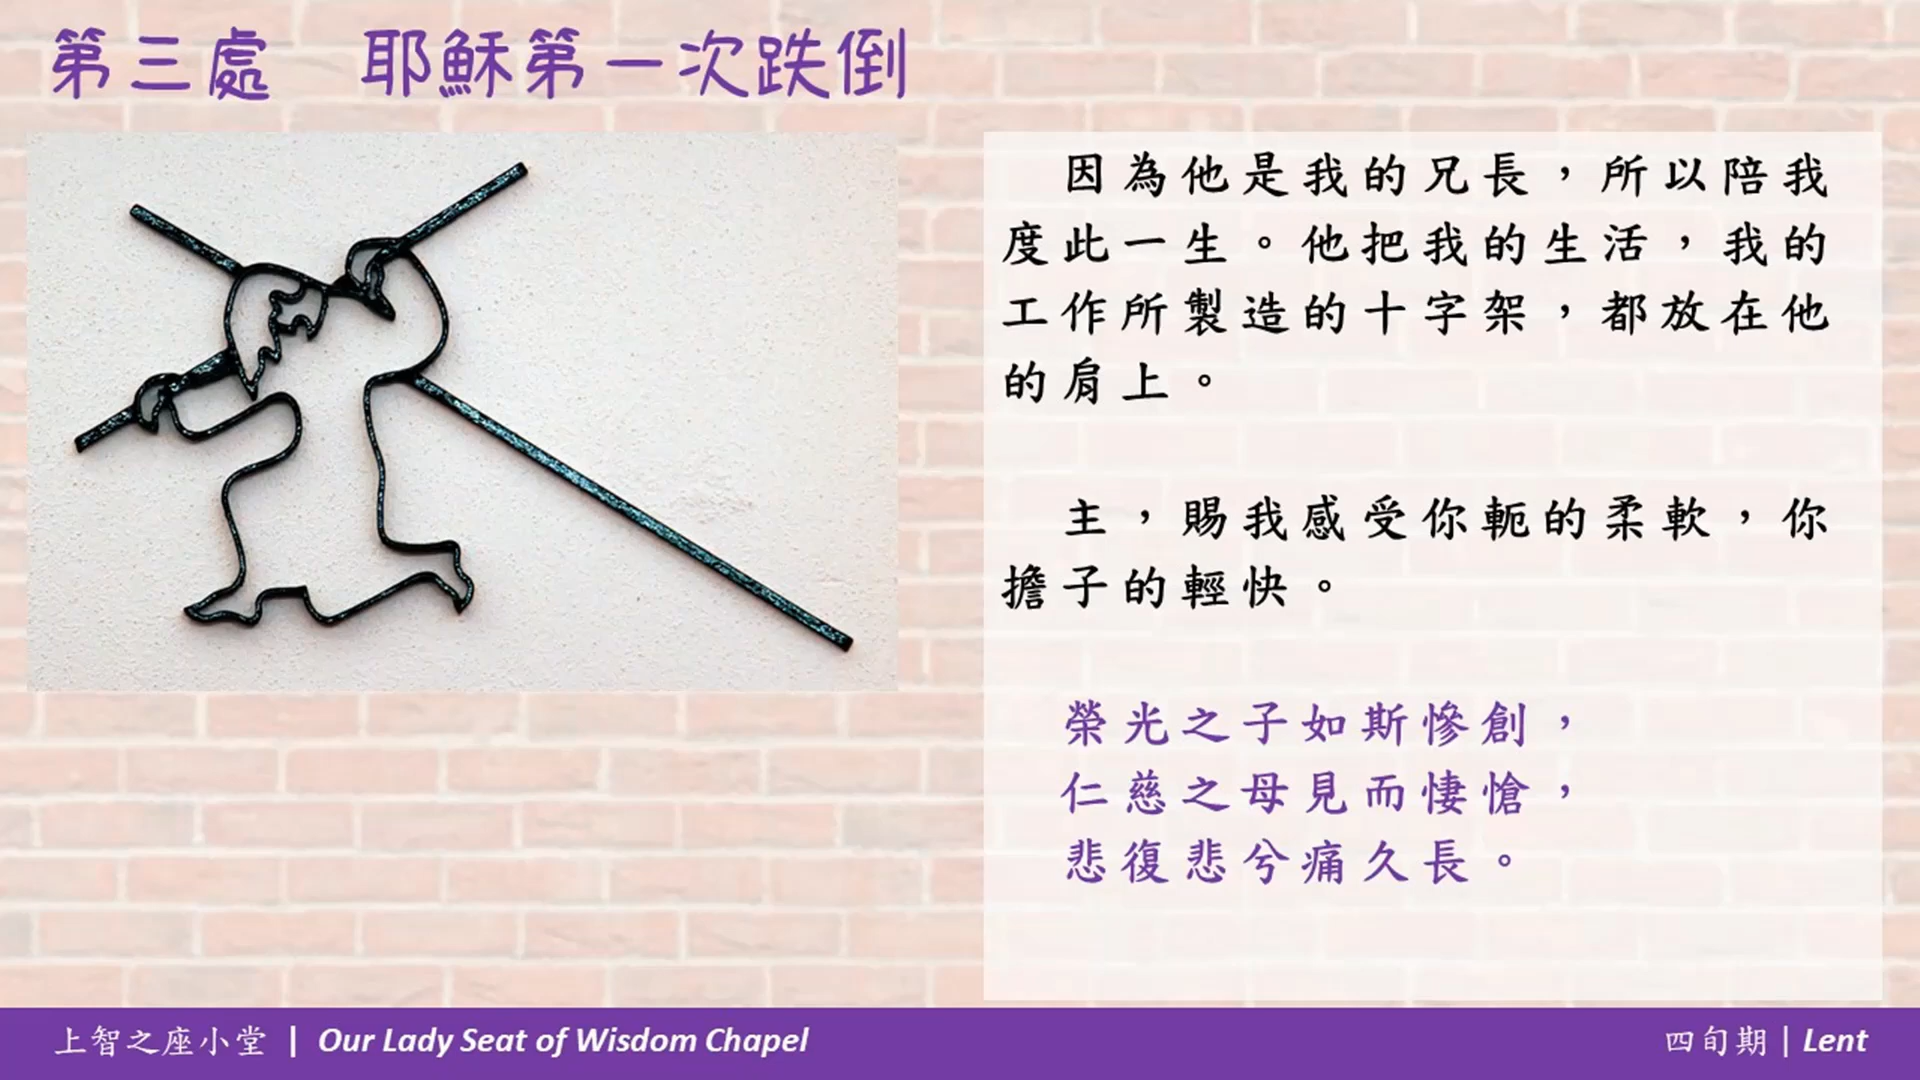 第三處　耶穌第一次跌倒
因為他是我的兄長，所以陪我
度此一生。他把我的生活，我的
工作所製造的十字架，都放在他
的肩上。
主，賜我感受你軛的柔軟，你
擔子的輕快。
榮光之子如斯慘創，
仁慈之母見而悽愴，
悲復悲兮痛久長。
上智之座小堂 | Our Lady Seat of Wisdom Chapel
四旬期 | Lent